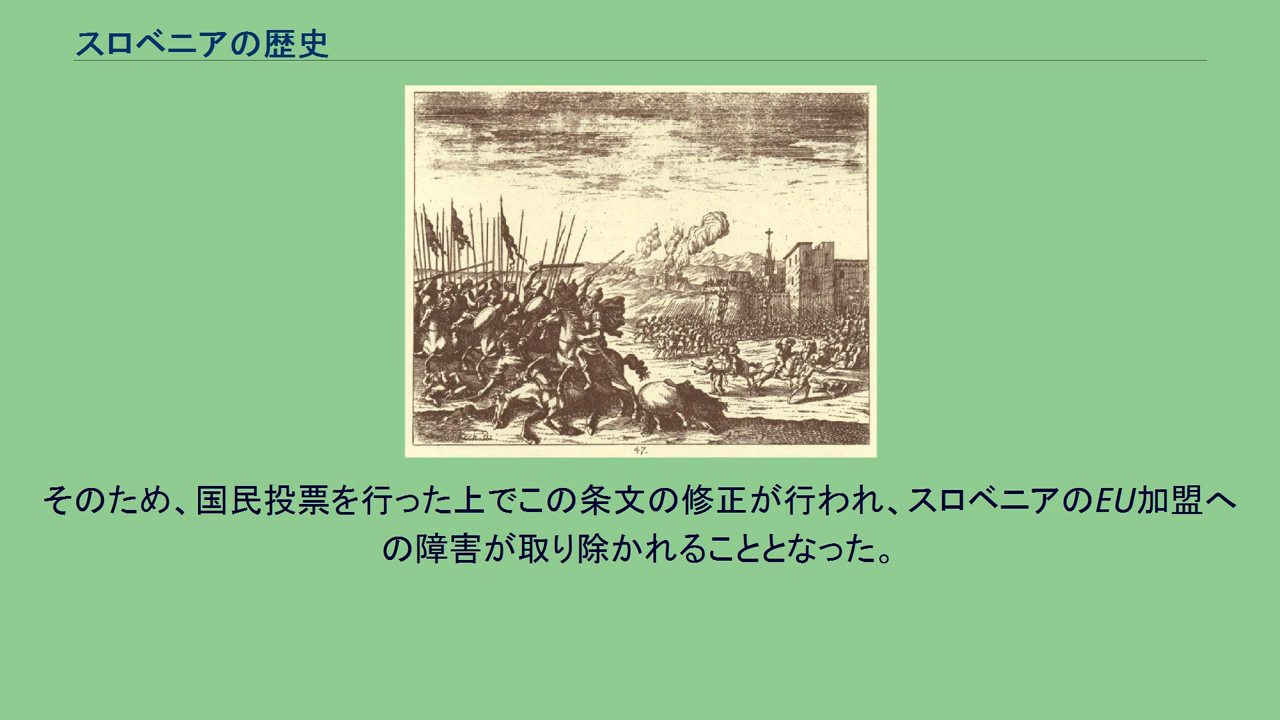 スロベニアの歴史
47.
そのため、国民投票を行った上でこの条文の修正が行われ、スロベニアのEU加盟へ
の障害が取り除かれることとなった。